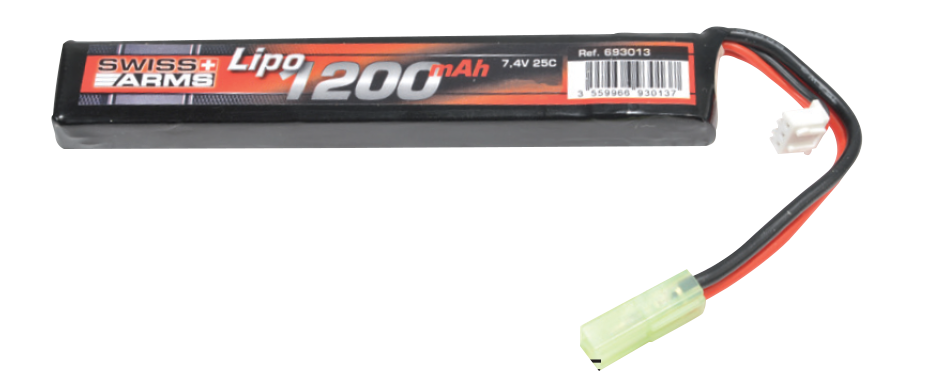 SWISS+
ARMS
Lipo
1200mAh
7,4V 25C
Ref. 693013
3 559966 930137